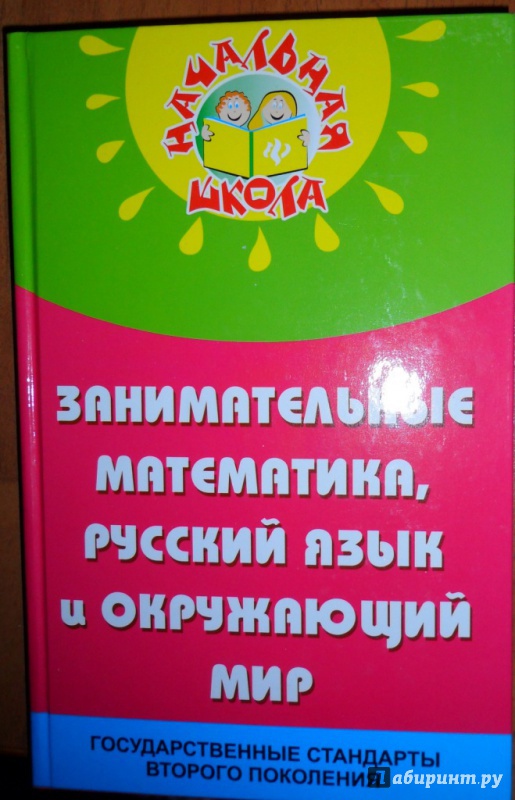 НАЧАЛЬНАЯ
ШКОЛА
ЗАНИМАТЕЛЬНЫЕ
МАТЕМАТИКА,
РУССКИЙ ЯЗЫК
и ОКРУЖАЮЩИЙ
МИР
ГОСУДАРСТВЕННЫЕ СТАНДАРТЫ
ВТОРОГО ПОКОЛЕНИЯ
Лабиринт.ру